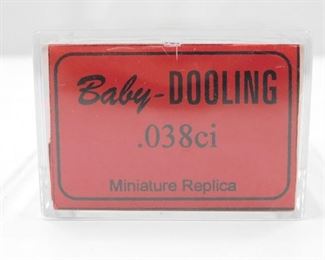 Baby-DOOLING
.038ci
Miniature Replica